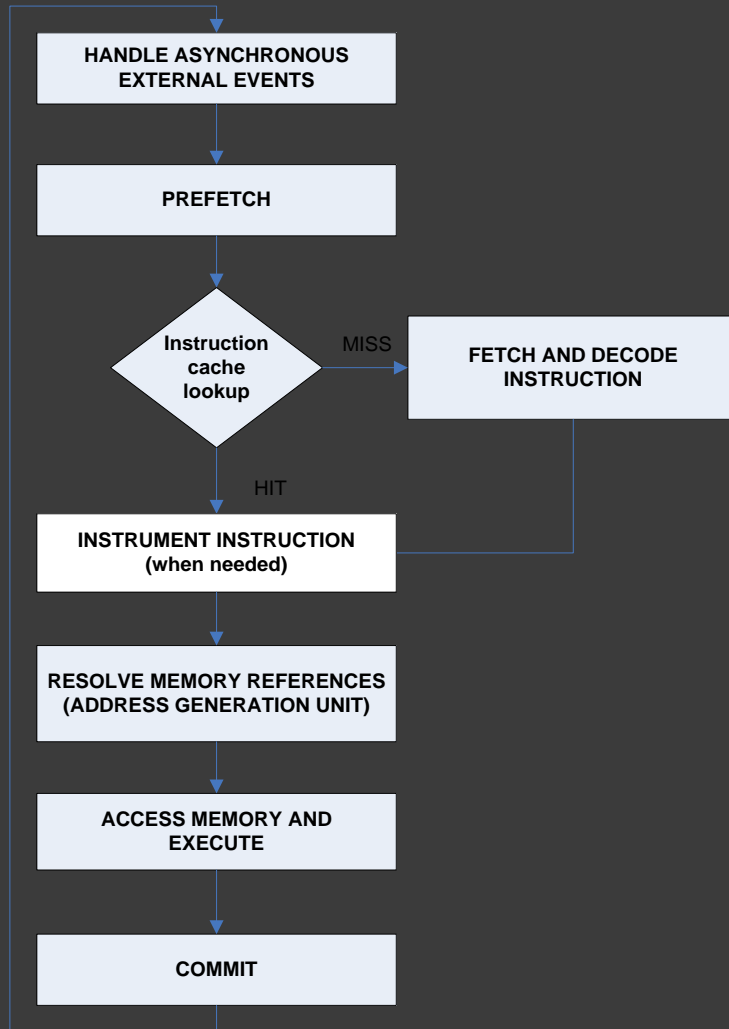 HANDLE ASYNCHRONOUS
EXTERNAL EVENTS
PREFETCH
Instruction
cache
lookup
MISS
FETCH AND DECODE
INSTRUCTION
HIT
INSTRUMENT INSTRUCTION
(when needed)
RESOLVE MEMORY REFERENCES
(ADDRESS GENERATION UNIT)
ACCESS MEMORY AND
EXECUTE
COMMIT